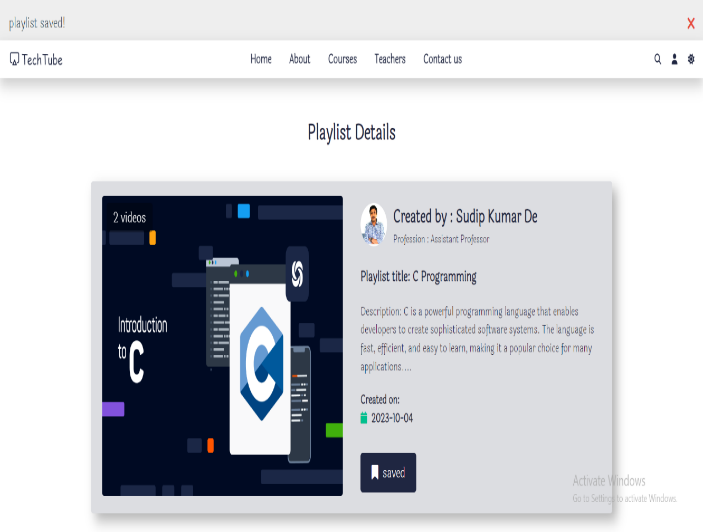 playlist saved!
TechTube
Home About Courses Teachers Contact us
Playlist Details
2 videos
Introduction
to C
C
Created by : Sudip Kumar De
Profession : Assistant Professor
Playlist title: C Programming
Description: C is a powerful programming language that enables
developers to create sophisticated software systems. The language is
fast, efficient, and easy to learn, making it a popular choice for many
applications....
Created on:
2023-10-04
saved
Activate Windows
Go to Settings to activate Windows.